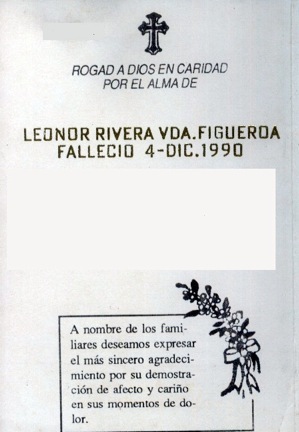 ROGAD A DIOS EN CARIDAD
POR EL ALMA DE
LEONOR RIVERA VDA.FIGUEROA
FALLECIO 4-DIC.1990
A nombre de los fami-
liares deseamos expresar
el más sincero agradeci-
miento por su demostra-
ción de afecto y cariño
en sus momentos de do-
lor.